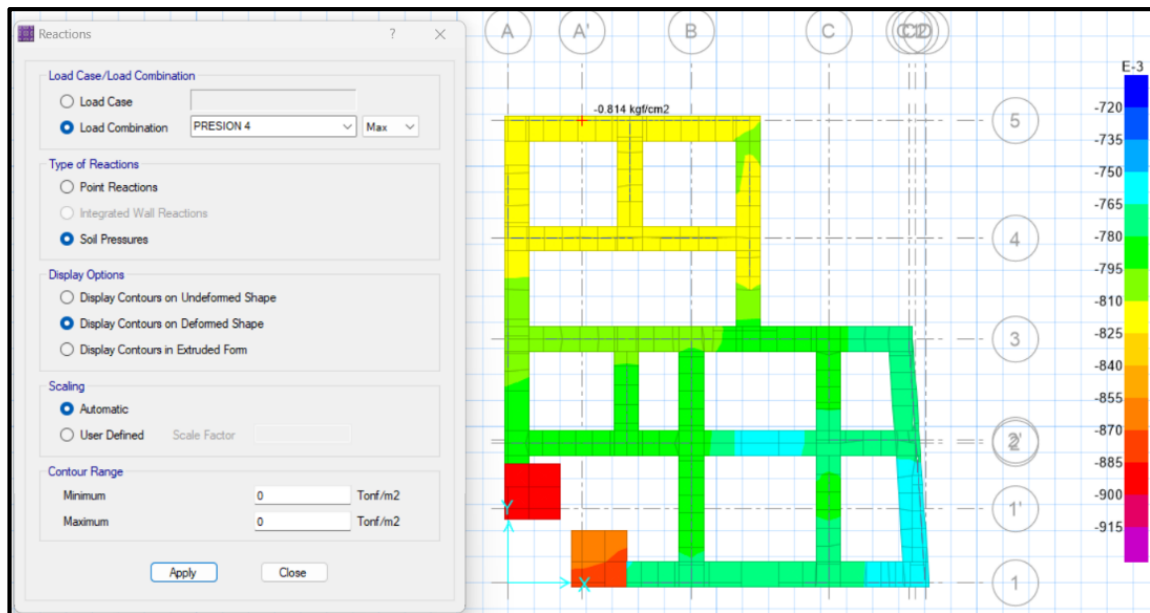 Reactions ? ×
Load Case/Load Combination
Load Case
Load Combination PRESION 4 Max
Type of Reactions
Point Reactions
Integrated Wall Reactions
Soil Pressures
Display Options
Display Contours on Undeformed Shape
Display Contours on Deformed Shape
Display Contours in Extruded Form
Scaling
Automatic
User Defined Scale Factor
Contour Range
Minimum 0 Tonf/m2
Maximum 0 Tonf/m2
Apply Close
A A' B C D
-0.814 kgf/cm2
5
4
3
2'
1'
1
Y
X
E-3
-720
-735
-750
-765
-780
-795
-810
-825
-840
-855
-870
-885
-900
-915